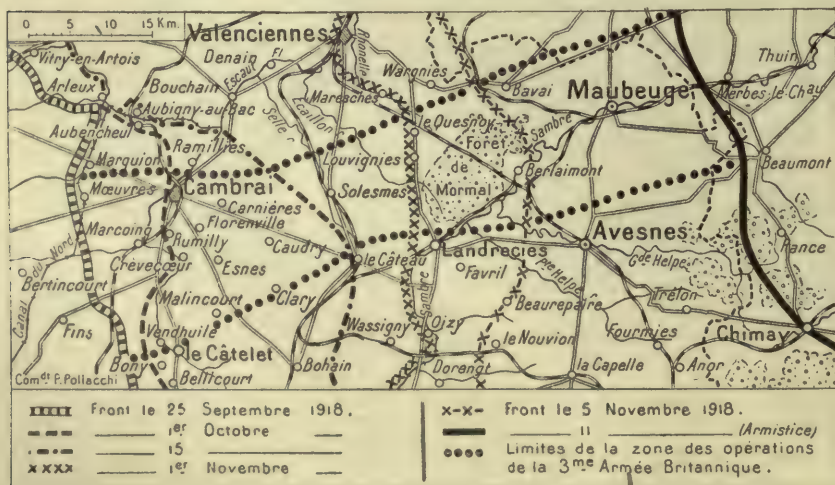 0 5 10 15 Km.
Valenciennes
Vitry-en-Artois
Denain
Escaut Fl
Rhonelle
Wargnies
Thuin
Arleux
Bouchain
Maresches
Bavai
Maubeuge
Merbes-le-Chau
Aubigny-au-Bac
Selle
Ecaillon
le Quesnoy
Sambre
Aubencheul
Ramillies
Louvignies
Forêt
de
Mormal
Berlaimont
Beaumont
Marquion
Mœuvres
Cambrai
Solesmes
Carnières
Marcoing
Rumilly
Florenville
Caudry
le Câteau
Landrecies
Avesnes
Rance
Canal du Nord
Bertincourt
Crèvecœur
Esnes
Favril
Pte Helpe
Gde Helpe
Malincourt
Clary
Sambre
Beaurepaire
Trélon
Fins
Vendhuile
Wassigny
Oizy
le Nouvion
Fourmies
Chimay
Bony
le Câtelet
Bohain
Dorengt
la Capelle
Anor
Bellicourt
Comdt P. Pollacchi
Front le 25 Septembre 1918.
1er Octobre
15
1er Novembre
x-x- Front le 5 Novembre 1918.
11 (Armistice)
Limites de la zone des opérations
de la 3me Armée Britannique.